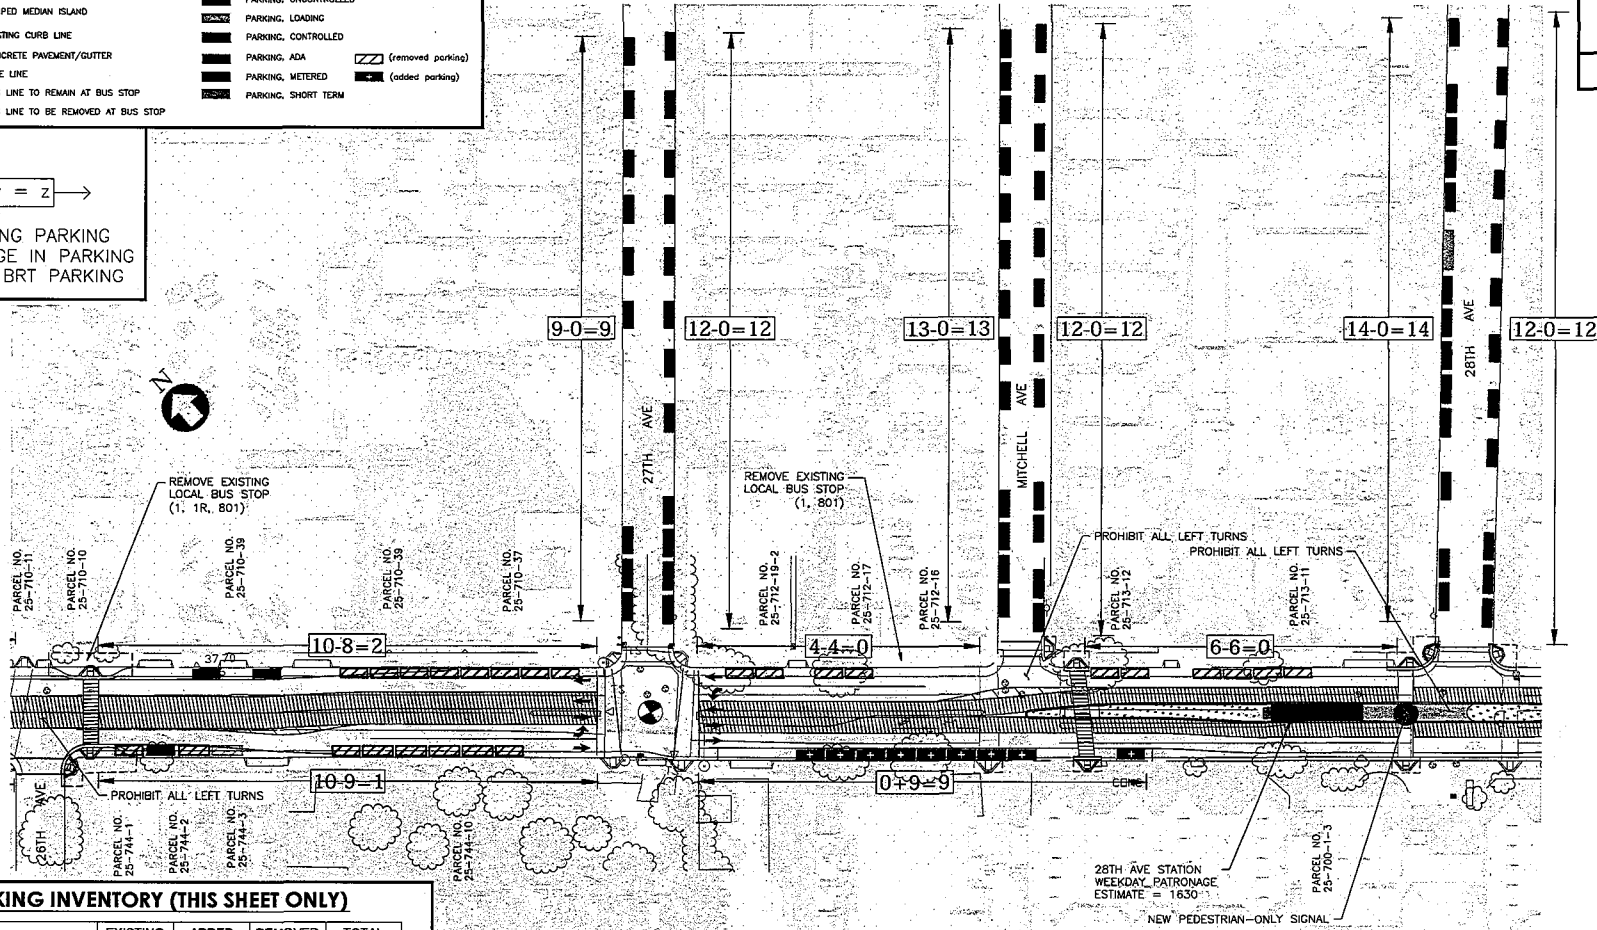 PARKING, LOADING
STING CURB LINE
PARKING, CONTROLLED
CRETE PAVEMENT/GUTTER
PARKING, ADA
(removed parking)
E LINE
PARKING, METERED
(added parking)
LINE TO REMAIN AT BUS STOP
PARKING, SHORT TERM
LINE TO BE REMOVED AT BUS STOP
PED MEDIAN ISLAND
= z
NG PARKING
GE IN PARKING
BRT PARKING
N
9-0=9
12-0=12
13-0=13
12-0=12
14-0=14
12-0=12
27TH AVE
MITCHELL AVE
28TH AVE
REMOVE EXISTING
LOCAL BUS STOP
(1, 1R, 801)
REMOVE EXISTING
LOCAL BUS STOP
(1, 801)
PROHIBIT ALL LEFT TURNS
PROHIBIT ALL LEFT TURNS
PARCEL NO.
25-710-11
PARCEL NO.
25-710-10
PARCEL NO.
25-710-39
PARCEL NO.
25-710-39
PARCEL NO.
25-710-37
PARCEL NO.
25-712-19-2
PARCEL NO.
25-712-17
PARCEL NO.
25-712-16
PARCEL NO.
25-713-12
PARCEL NO.
25-713-11
10-8=2
4-4=0
6-6=0
37.70
10-9=1
0+9=9
PROHIBIT ALL LEFT TURNS
26TH AVE
PARCEL NO.
25-744-1
PARCEL NO.
25-744-2
PARCEL NO.
25-744-3
PARCEL NO.
25-744-10
28TH AVE STATION
WEEKDAY PATRONAGE
ESTIMATE = 1630
PARCEL NO.
25-700-1-3
NEW PEDESTRIAN-ONLY SIGNAL
KING INVENTORY (THIS SHEET ONLY)
EXISTING ADDED REMOVED TOTAL